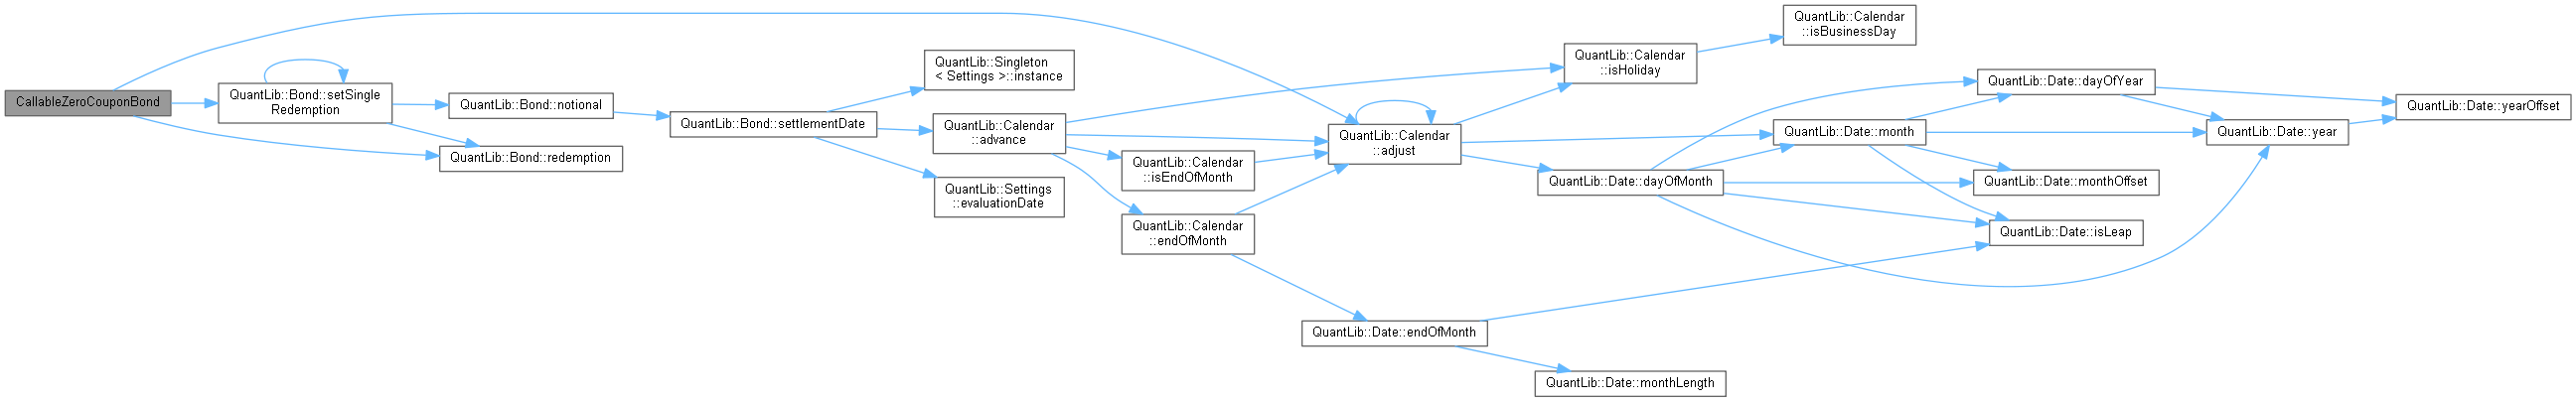 CallableZeroCouponBond
QuantLib::Bond::setSingle
Redemption
QuantLib::Bond::notional
QuantLib::Bond::redemption
QuantLib::Bond::settlementDate
QuantLib::Singleton
< Settings >::instance
QuantLib::Calendar
::advance
QuantLib::Settings
::evaluationDate
QuantLib::Calendar
::isEndOfMonth
QuantLib::Calendar
::endOfMonth
QuantLib::Calendar
::adjust
QuantLib::Date::endOfMonth
QuantLib::Calendar
::isHoliday
QuantLib::Date::dayOfMonth
QuantLib::Date::monthLength
QuantLib::Calendar
::isBusinessDay
QuantLib::Date::month
QuantLib::Date::dayOfYear
QuantLib::Date::monthOffset
QuantLib::Date::isLeap
QuantLib::Date::year
QuantLib::Date::yearOffset